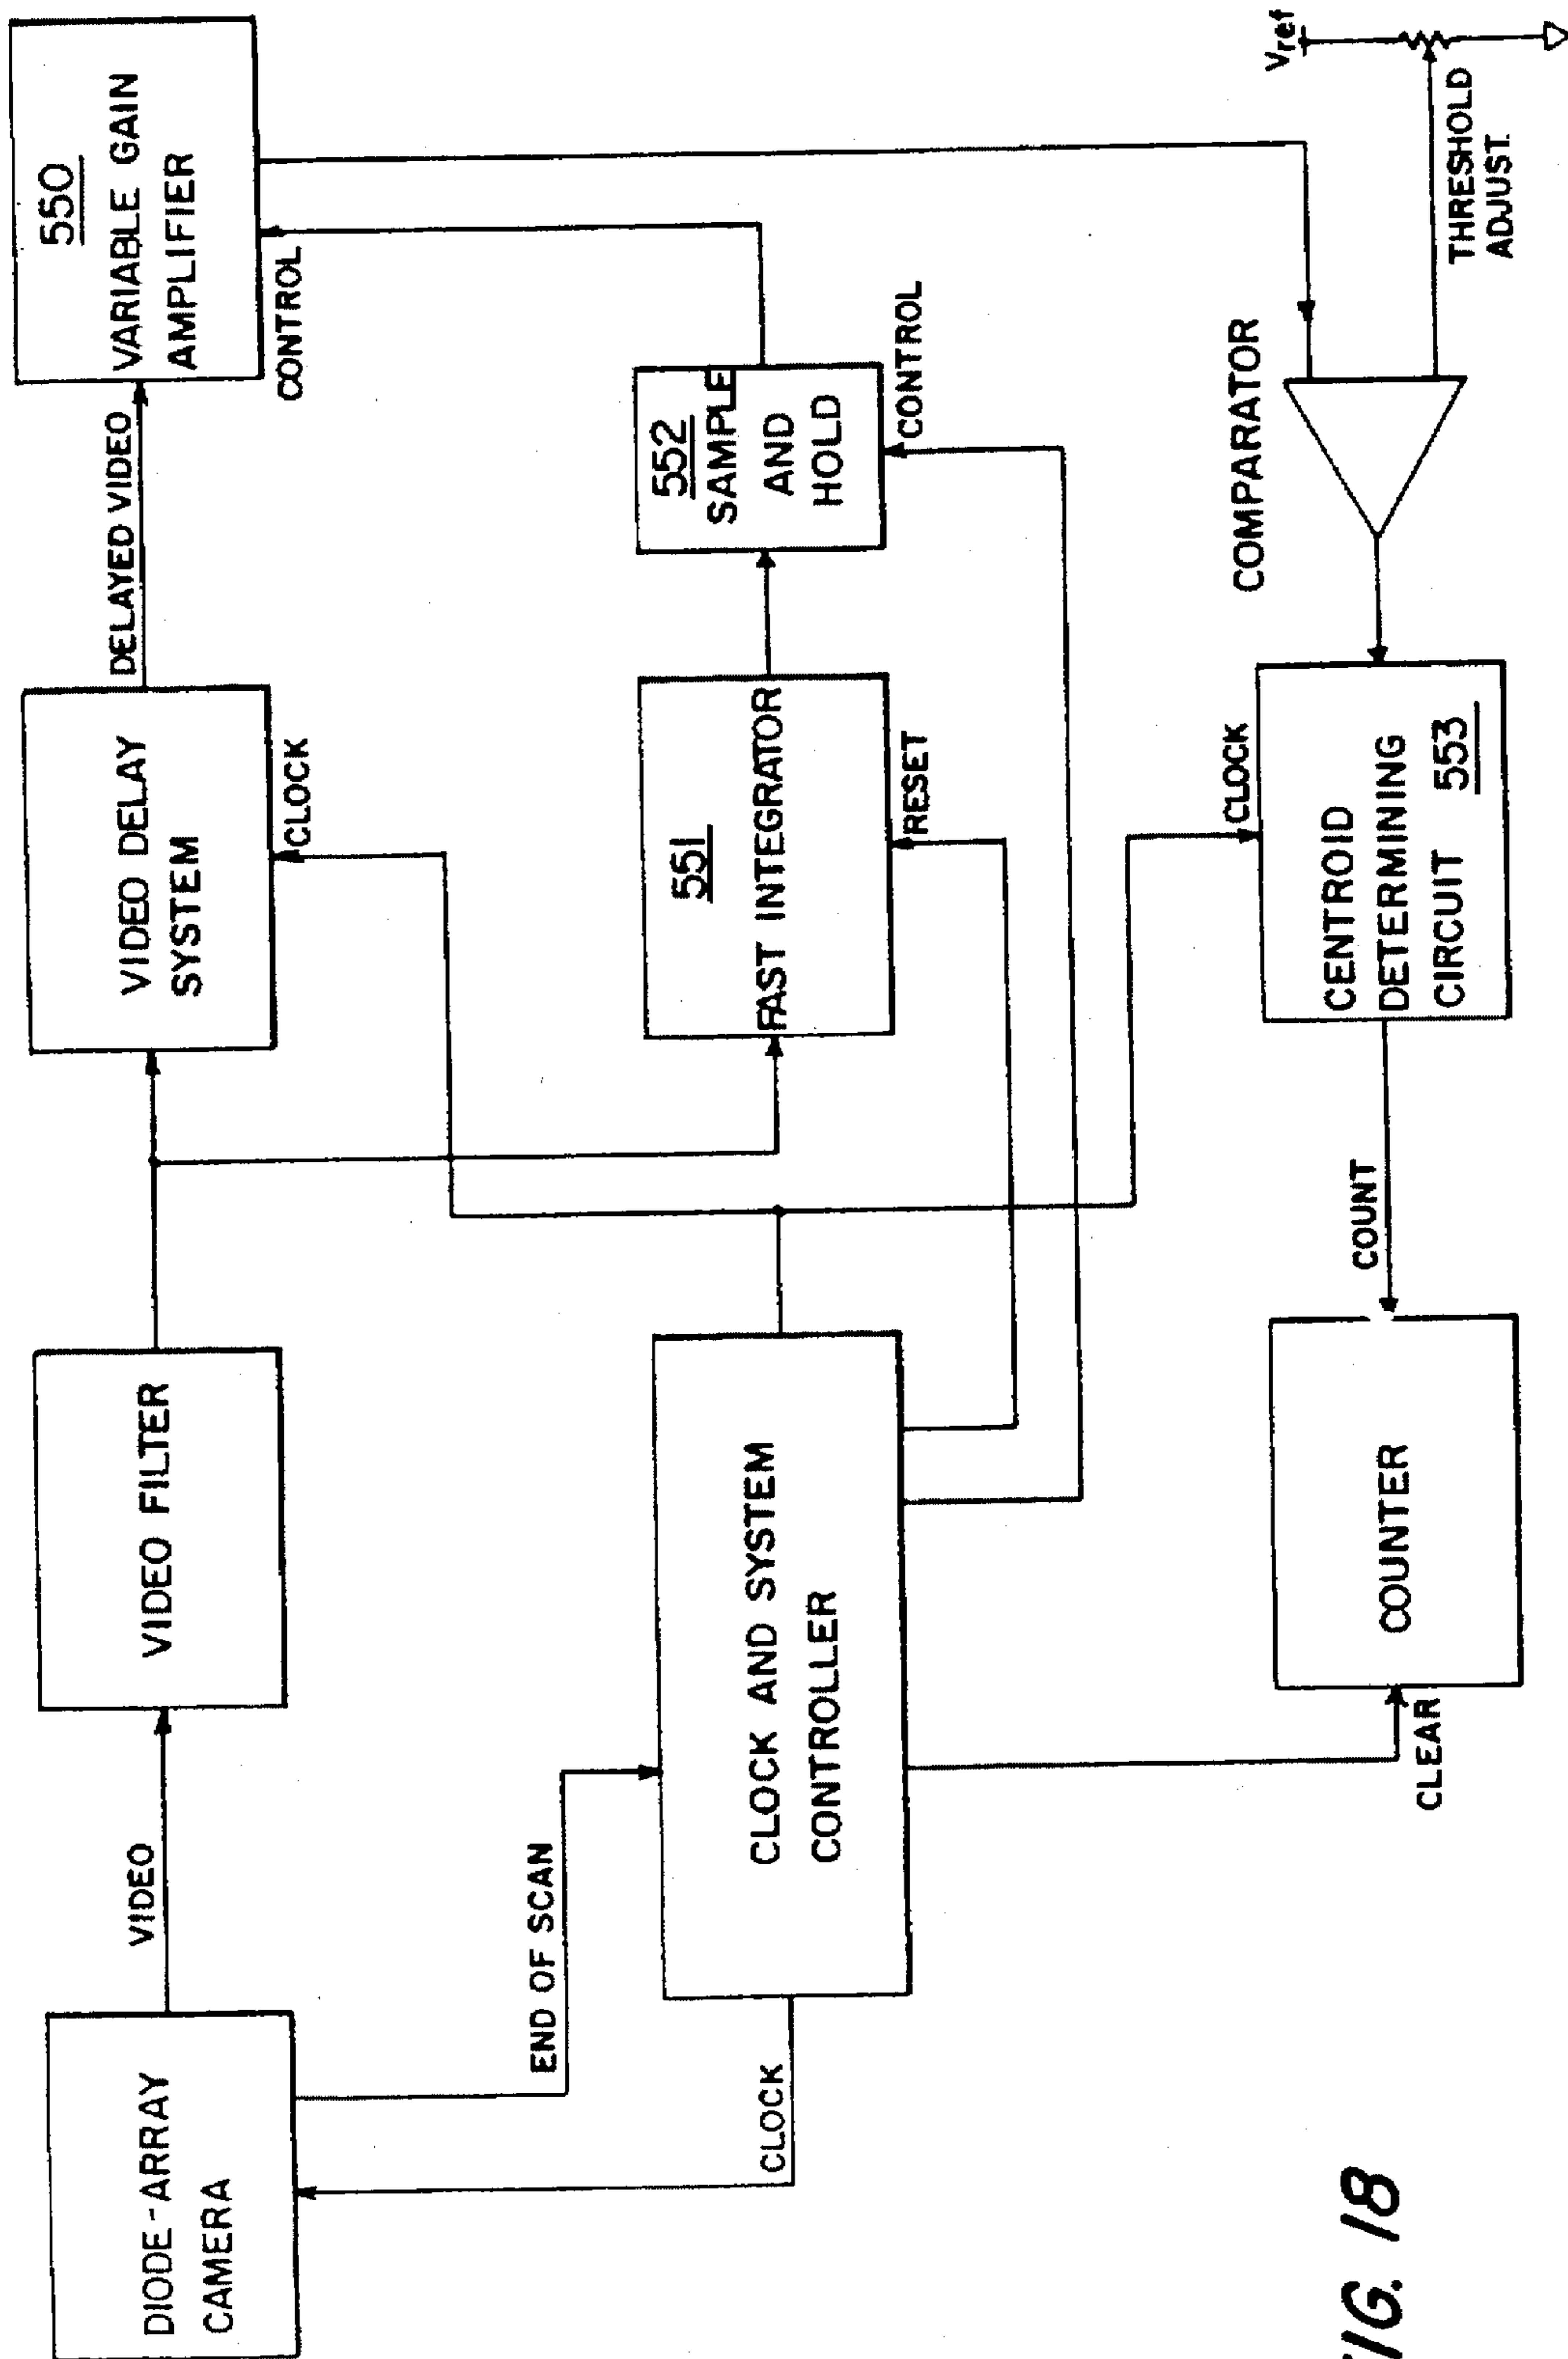 DIODE-ARRAY
CAMERA
VIDEO
VIDEO FILTER
VIDEO DELAY
SYSTEM
CLOCK
DELAYED VIDEO
550
VARIABLE GAIN
AMPLIFIER
CONTROL
END OF SCAN
CLOCK
CLOCK AND SYSTEM
CONTROLLER
551
FAST INTEGRATOR
RESET
552
SAMPLE
AND
HOLD
CONTROL
CLEAR
COUNTER
COUNT
CLOCK
CENTROID
DETERMINING
CIRCUIT 553
COMPARATOR
Vref
THRESHOLD
ADJUST.
FIG. 18